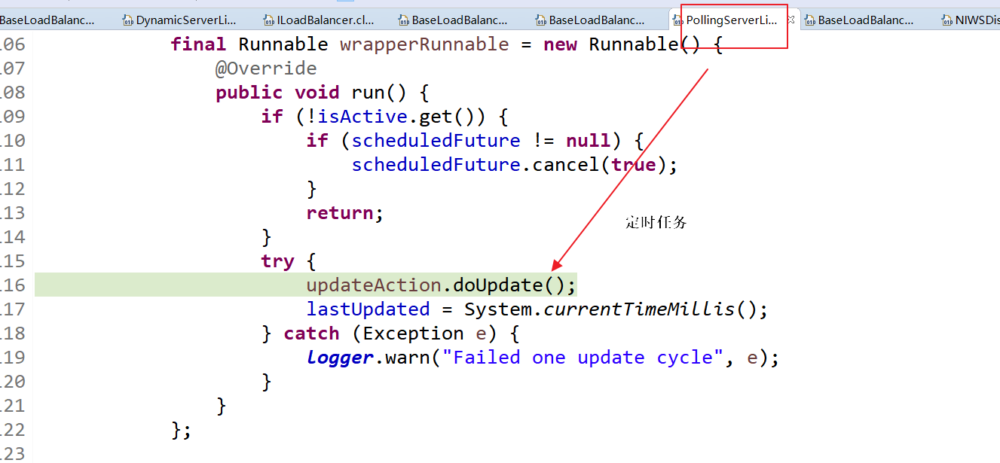 BaseLoadBalanc... DynamicServerLi... ILoadBalancer.cl... BaseLoadBalanc... BaseLoadBalanc... PollingServerLi... BaseLoadBalanc... NIWSDis
06 final Runnable wrapperRunnable = new Runnable() {
07 @Override
08 public void run() {
09 if (!isActive.get()) {
10 if (scheduledFuture != null) {
11 scheduledFuture.cancel(true);
12 }
13 return;
定时任务
14 }
15 try {
16 updateAction.doUpdate();
17 lastUpdated = System.currentTimeMillis();
18 } catch (Exception e) {
19 logger.warn("Failed one update cycle", e);
20 }
21 }
22 };
23